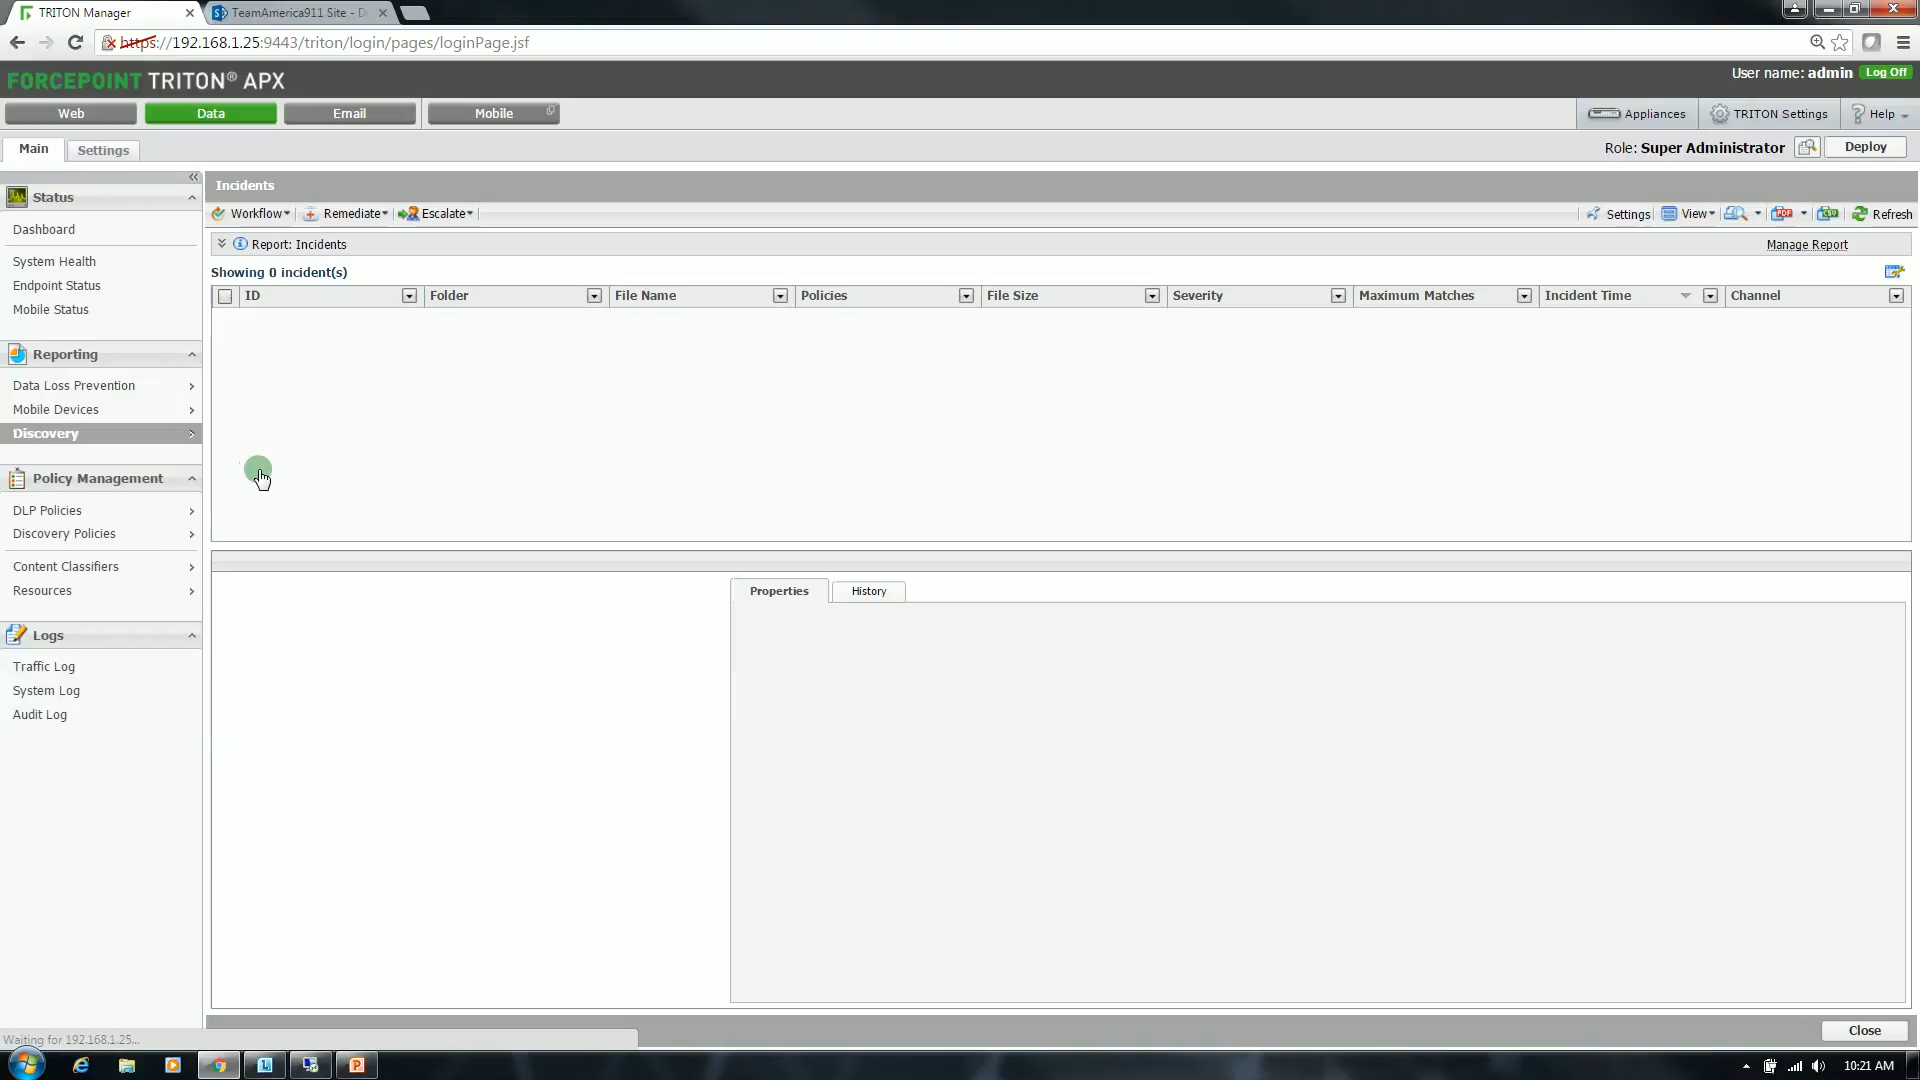 TRITON Manager
TeamAmerica911 Site - D
https://192.168.1.25:9443/triton/login/pages/loginPage.jsf
FORCEPOINT TRITON® APX
User name: admin Log Off
Web Data Email Mobile
Appliances TRITON Settings Help
Main Settings
Role: Super Administrator Deploy
Status
Dashboard
System Health
Endpoint Status
Mobile Status
Reporting
Data Loss Prevention
Mobile Devices
Discovery
Policy Management
DLP Policies
Discovery Policies
Content Classifiers
Resources
Logs
Traffic Log
System Log
Audit Log
Incidents
Workflow Remediate Escalate
Settings View PDF CSV Refresh
Report: Incidents
Manage Report
Showing 0 incident(s)
ID Folder File Name Policies File Size Severity Maximum Matches Incident Time Channel
Properties History
Close
Waiting for 192.168.1.25...
10:21 AM